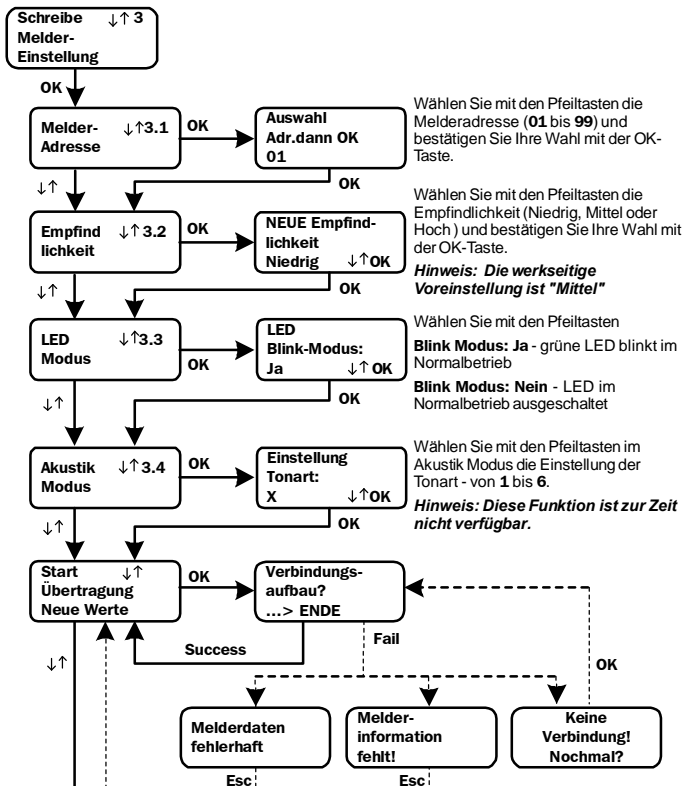 Schreibe ↓↑ 3
Melder-
Einstellung
OK
Melder- ↓↑3.1
Adresse
OK
Auswahl
Adr.dann OK
01
Wählen Sie mit den Pfeiltasten die
Melderadresse (01 bis 99) und
bestätigen Sie Ihre Wahl mit der OK-
Taste.
↓↑
OK
Empfind ↓↑ 3.2
lichkeit
OK
NEUE Empfind-
lichkeit
Niedrig ↓↑OK
Wählen Sie mit den Pfeiltasten die
Empfindlichkeit (Niedrig, Mittel oder
Hoch ) und bestätigen Sie Ihre Wahl mit
der OK-Taste.
Hinweis: Die werkseitige
Voreinstellung ist "Mittel"
↓↑
OK
LED ↓↑3.3
Modus
OK
LED
Blink-Modus:
Ja ↓↑ OK
Wählen Sie mit den Pfeiltasten
Blink Modus: Ja - grüne LED blinkt im
Normalbetrieb
Blink Modus: Nein - LED im
Normalbetrieb ausgeschaltet
↓↑
OK
Akustik ↓↑ 3.4
Modus
OK
Einstellung
Tonart:
X ↓↑OK
Wählen Sie mit den Pfeiltasten im
Akustik Modus die Einstellung der
Tonart - von 1 bis 6.
Hinweis: Diese Funktion ist zur Zeit
nicht verfügbar.
↓↑
OK
Start ↓↑
Übertragung
Neue Werte
OK
Verbindungs-
aufbau?
...> ENDE
Success
Fail
↓↑
OK
Melderdaten
fehlerhaft
Melder-
information
fehlt!
Keine
Verbindung!
Nochmal?
Esc
Esc